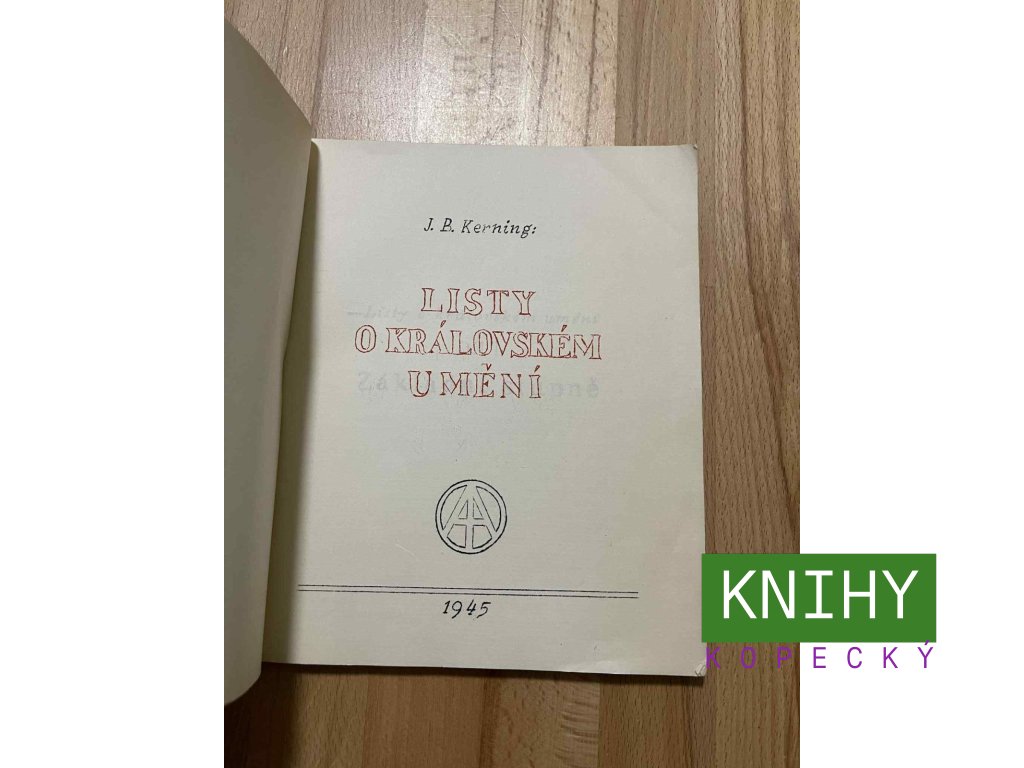 J. B. Kerning:
LISTY
O KRÁLOVSKÉM
UMĚNÍ
1945
KNIHY
KOPECKÝ